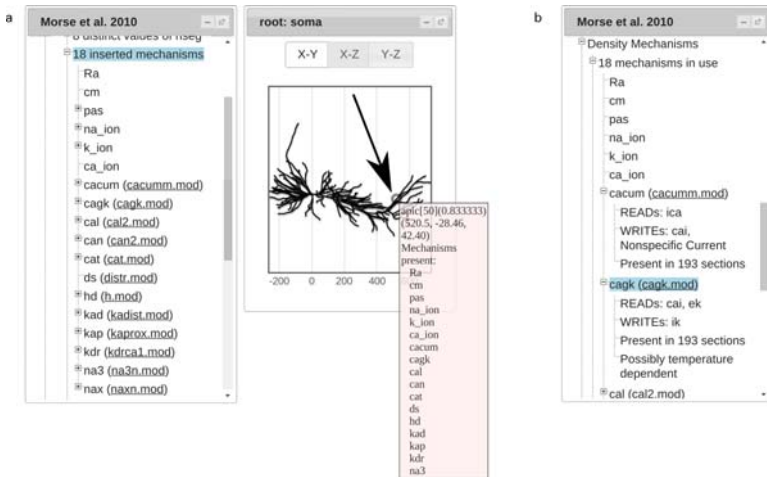 a
Morse et al. 2010
8 distinct values of nseg
18 inserted mechanisms
Ra
cm
pas
na_ion
k_ion
ca_ion
cacum (cacumm.mod)
cagk (cagk.mod)
cal (cal2.mod)
can (can2.mod)
cat (cat.mod)
ds (distr.mod)
hd (h.mod)
kad (kadist.mod)
kap (kaprox.mod)
kdr (kdrca1.mod)
na3 (na3n.mod)
nax (naxn.mod)
root: soma
X-Y X-Z Y-Z
-200 0 200 400
apic[50](0.833333)
(520.5, -28.46,
42.40)
Mechanisms
present:
Ra
cm
pas
na_ion
k_ion
ca_ion
cacum
cagk
cal
can
cat
ds
hd
kad
kap
kdr
na3
b
Morse et al. 2010
Density Mechanisms
18 mechanisms in use
Ra
cm
pas
na_ion
k_ion
ca_ion
cacum (cacumm.mod)
READs: ica
WRITEs: cai,
Nonspecific Current
Present in 193 sections
cagk (cagk.mod)
READs: cai, ek
WRITEs: ik
Present in 193 sections
Possibly temperature
dependent
cal (cal2.mod)